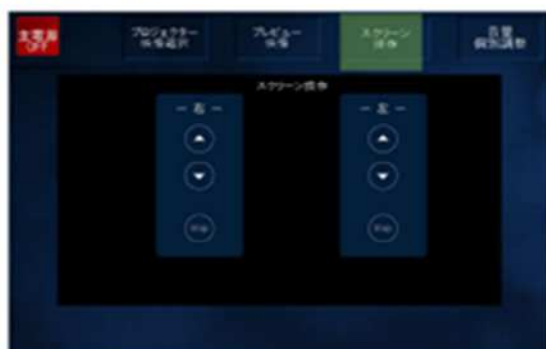 主電源
OFF
プロジェクター
映像選択
プレビュー
映像
スクリーン
操作
音量
個別調整
スクリーン操作
－ 右 －
－ 左 －
Stop
Stop